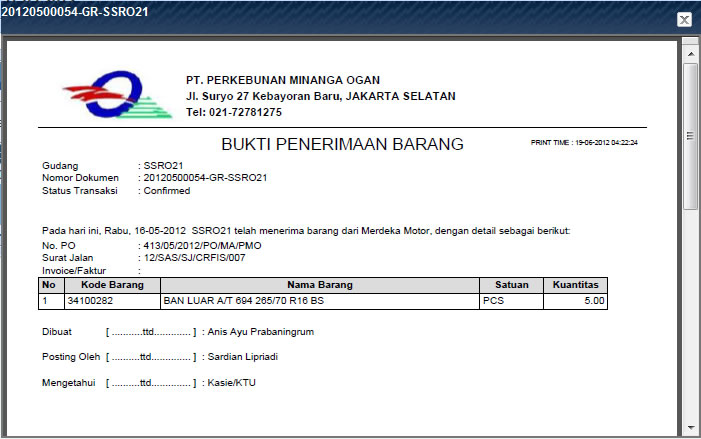 20120500054-GR-SSRO21
PT. PERKEBUNAN MINANGA OGAN
Jl. Suryo 27 Kebayoran Baru, JAKARTA SELATAN
Tel: 021-72781275
BUKTI PENERIMAAN BARANG
PRINT TIME : 19-06-2012 04:22:24
Gudang : SSRO21
Nomor Dokumen : 20120500054-GR-SSRO21
Status Transaksi : Confirmed
Pada hari ini, Rabu, 16-05-2012 SSRO21 telah menerima barang dari Merdeka Motor, dengan detail sebagai berikut:
No. PO : 413/05/2012/PO/MA/PMO
Surat Jalan : 12/SAS/SJ/CRFIS/007
Invoice/Faktur :
No Kode Barang Nama Barang Satuan Kuantitas
1 34100282 BAN LUAR A/T 694 265/70 R16 BS PCS 5.00
Dibuat [ ...........ttd............. ] : Anis Ayu Prabaningrum
Posting Oleh [ ..........ttd.............. ] : Sardian Lipriadi
Mengetahui [ ..........ttd.............. ] : Kasie/KTU